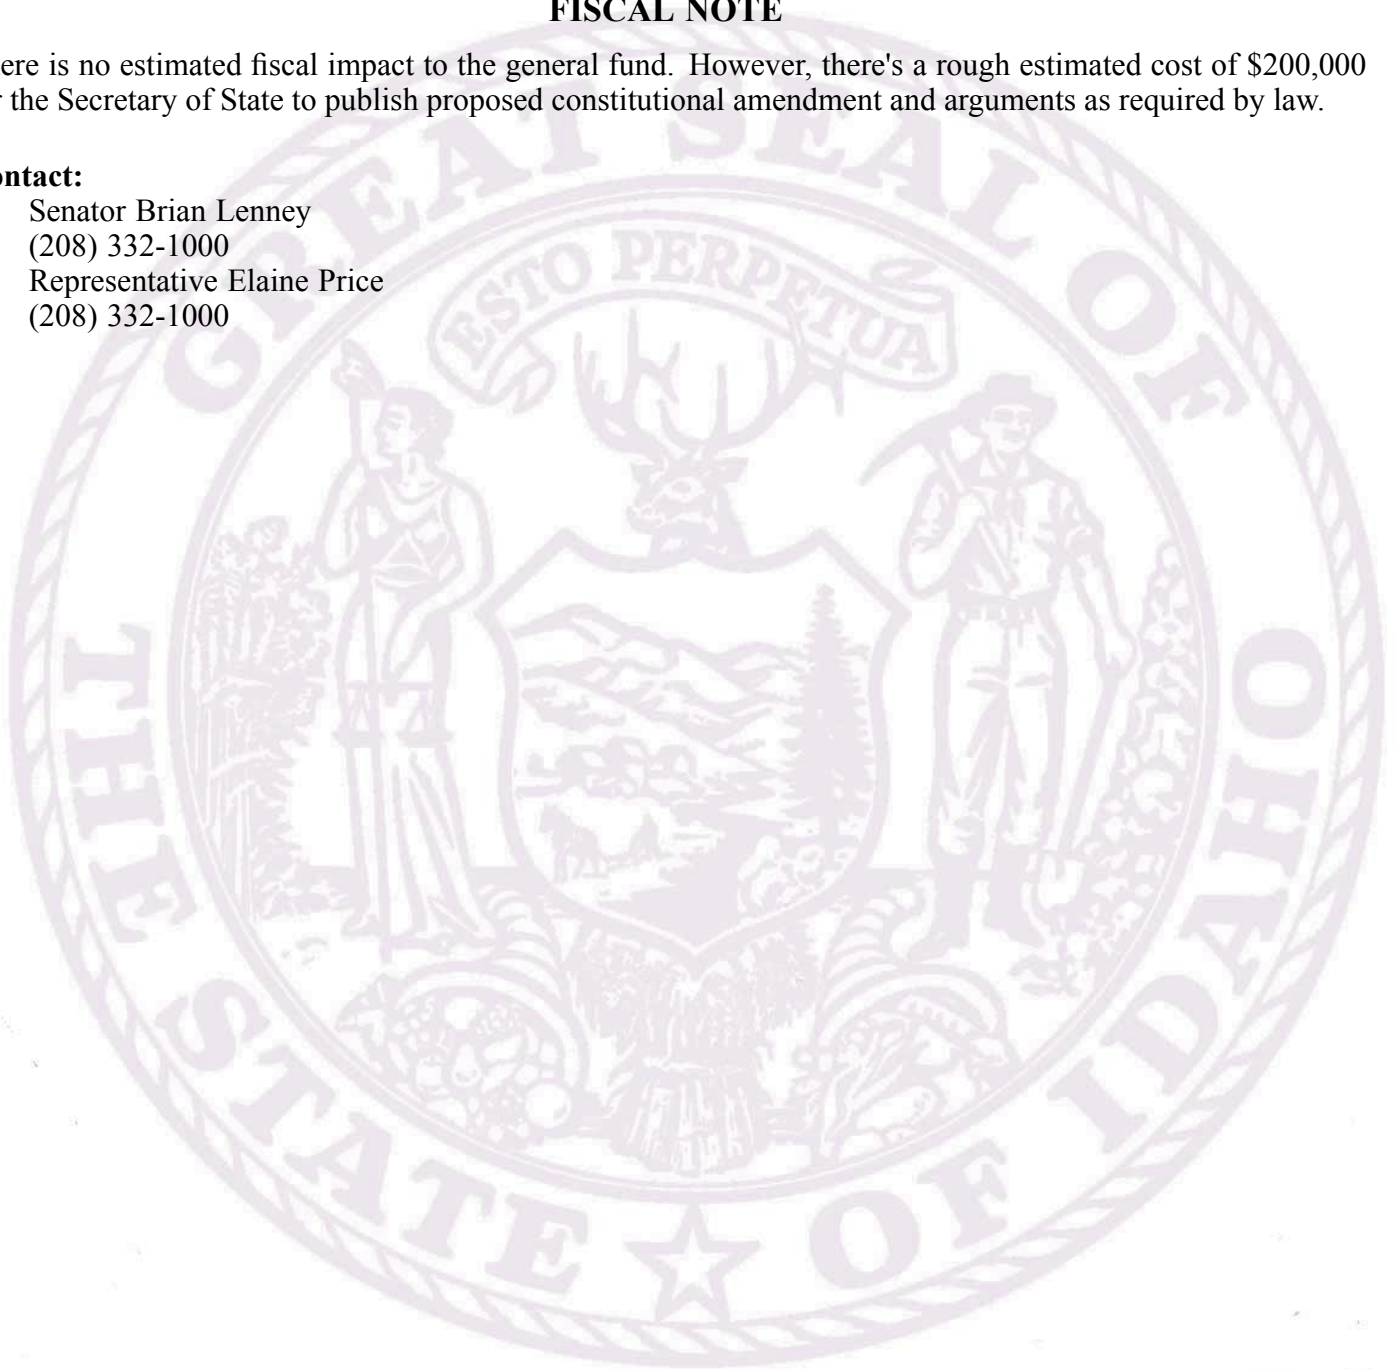 FISCAL NOTE
ere is no estimated fiscal impact to the general fund. However, there's a rough estimated cost of $200,000
r the Secretary of State to publish proposed constitutional amendment and arguments as required by law.
ontact:
Senator Brian Lenney
(208) 332-1000
Representative Elaine Price
(208) 332-1000
GREAT SEAL OF
ESTO PERPETUA
THE STATE ★ OF IDAHO